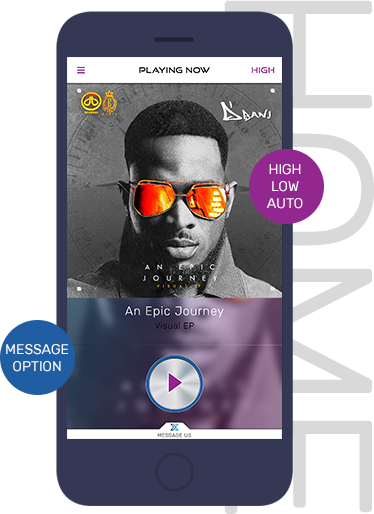 HOME
PLAYING NOW
HIGH
D'BANJ
HIGH
LOW
AUTO
AN EPIC
JOURNEY
VISUAL EP
An Epic Journey
Visual EP
MESSAGE
OPTION
MESSAGE US